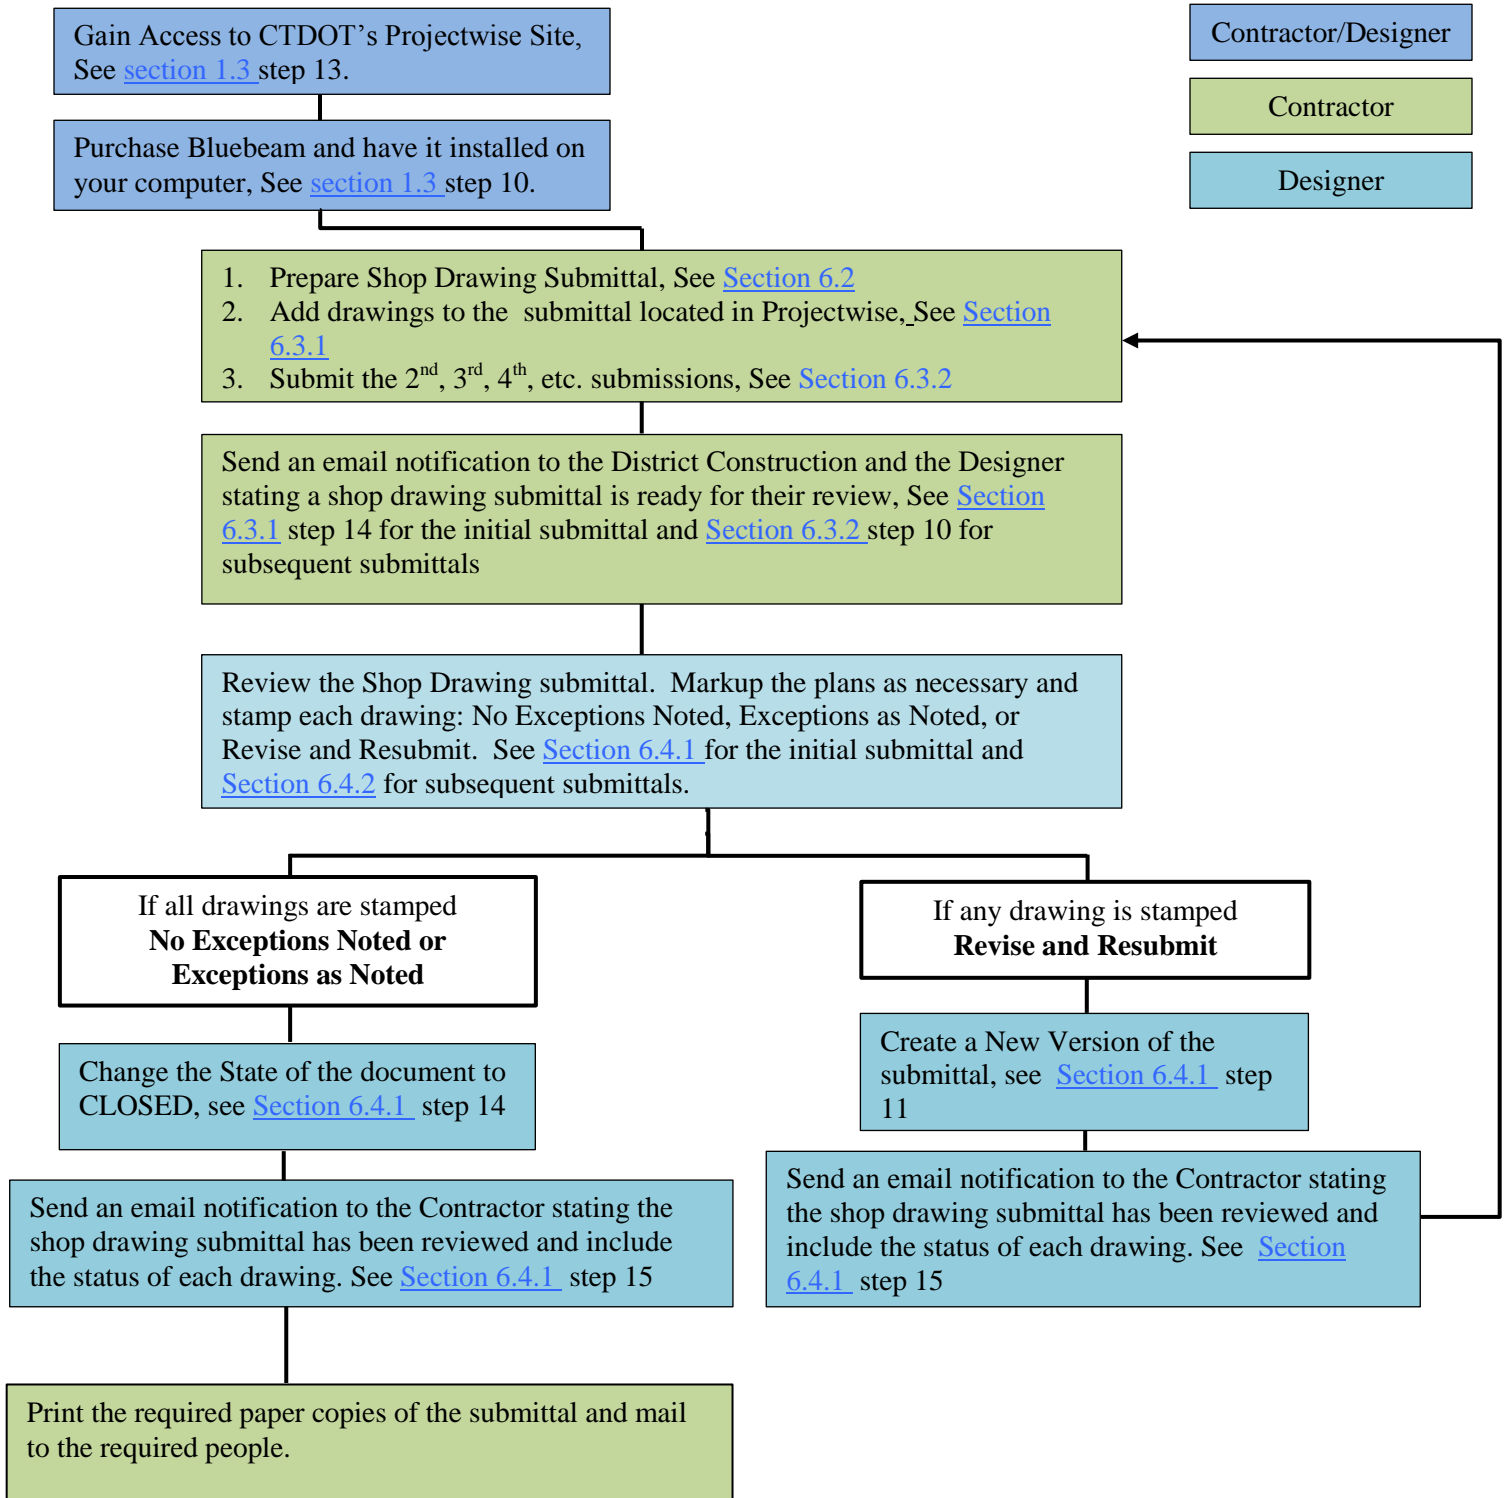 Gain Access to CTDOT’s Projectwise Site,
See section 1.3 step 13.
Contractor/Designer
Contractor
Designer
Purchase Bluebeam and have it installed on
your computer, See section 1.3 step 10.
1. Prepare Shop Drawing Submittal, See Section 6.2
2. Add drawings to the submittal located in Projectwise, See Section
6.3.1
3. Submit the 2nd, 3rd, 4th, etc. submissions, See Section 6.3.2
Send an email notification to the District Construction and the Designer
stating a shop drawing submittal is ready for their review, See Section
6.3.1 step 14 for the initial submittal and Section 6.3.2 step 10 for
subsequent submittals
Review the Shop Drawing submittal. Markup the plans as necessary and
stamp each drawing: No Exceptions Noted, Exceptions as Noted, or
Revise and Resubmit. See Section 6.4.1 for the initial submittal and
Section 6.4.2 for subsequent submittals.
If all drawings are stamped
No Exceptions Noted or
Exceptions as Noted
If any drawing is stamped
Revise and Resubmit
Change the State of the document to
CLOSED, see Section 6.4.1 step 14
Create a New Version of the
submittal, see Section 6.4.1 step
11
Send an email notification to the Contractor stating the
shop drawing submittal has been reviewed and include
the status of each drawing. See Section 6.4.1 step 15
Send an email notification to the Contractor stating
the shop drawing submittal has been reviewed and
include the status of each drawing. See Section
6.4.1 step 15
Print the required paper copies of the submittal and mail
to the required people.